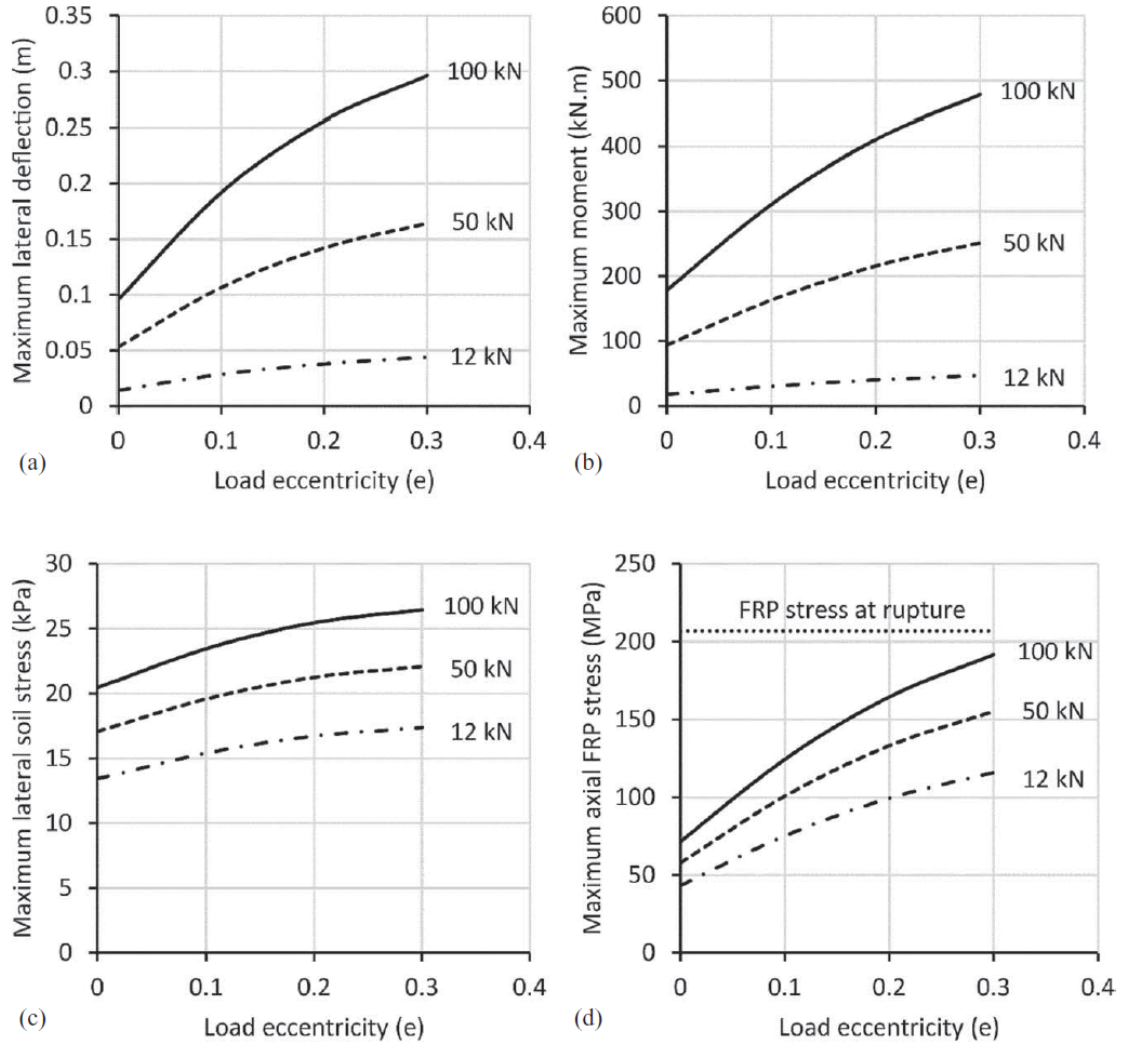 Maximum lateral deflection (m)
0.35
0.3
0.25
0.2
0.15
0.1
0.05
0
100 kN
50 kN
12 kN
0 0.1 0.2 0.3 0.4
(a)
Load eccentricity (e)
Maximum moment (kN.m)
600
500
400
300
200
100
0
100 kN
50 kN
12 kN
0 0.1 0.2 0.3 0.4
(b)
Load eccentricity (e)
Maximum lateral soil stress (kPa)
30
25
20
15
10
5
0
100 kN
50 kN
12 kN
0 0.1 0.2 0.3 0.4
(c)
Load eccentricity (e)
Maximum axial FRP stress (MPa)
250
200
150
100
50
0
FRP stress at rupture
100 kN
50 kN
12 kN
0 0.1 0.2 0.3 0.4
(d)
Load eccentricity (e)